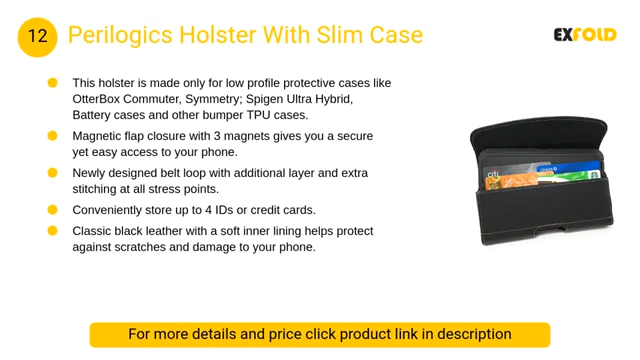 12
Perilogics Holster With Slim Case
EXFOLD
This holster is made only for low profile protective cases like
OtterBox Commuter, Symmetry; Spigen Ultra Hybrid,
Battery cases and other bumper TPU cases.
Magnetic flap closure with 3 magnets gives you a secure
yet easy access to your phone.
Newly designed belt loop with additional layer and extra
stitching at all stress points.
Conveniently store up to 4 IDs or credit cards.
Classic black leather with a soft inner lining helps protect
against scratches and damage to your phone.
citi
CHASE
For more details and price click product link in description